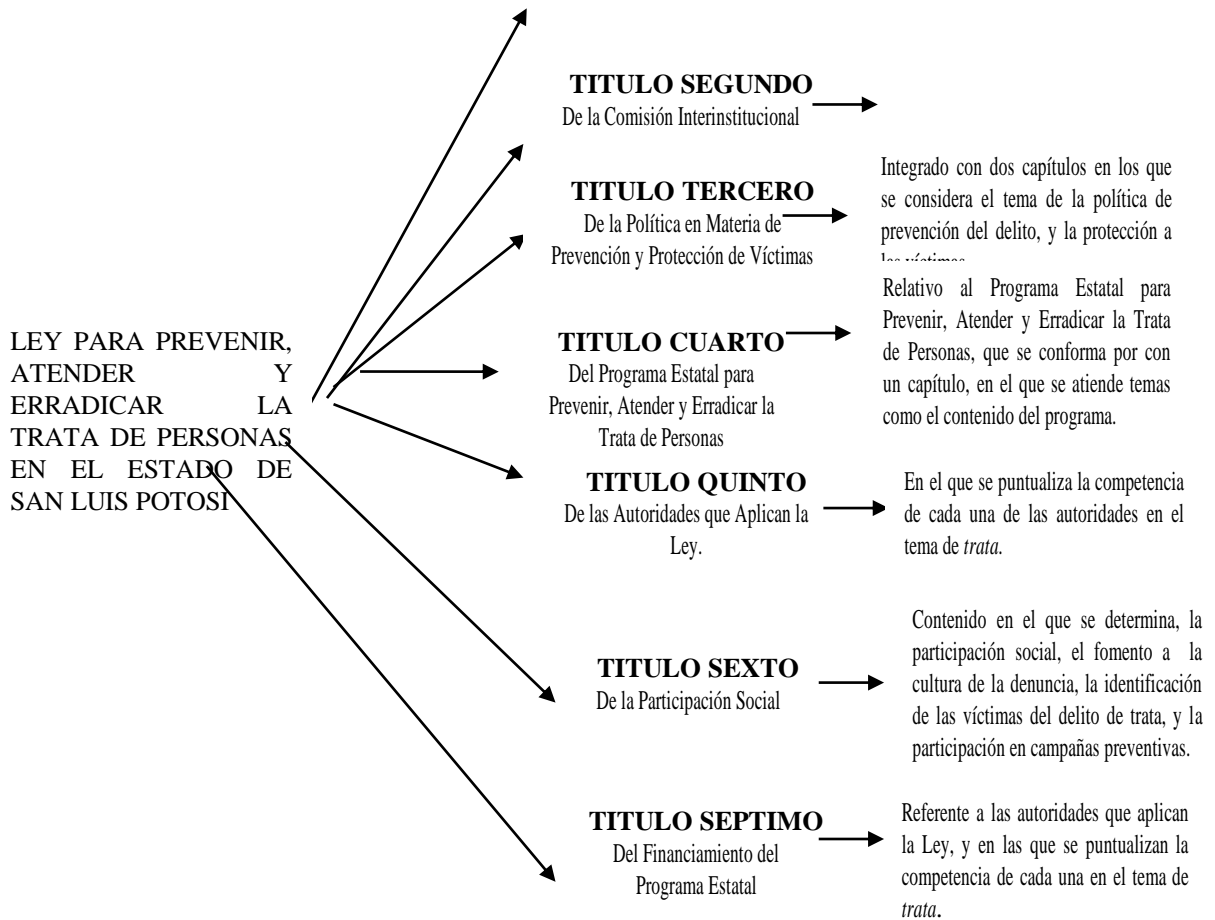 LEY PARA PREVENIR,
ATENDER Y
ERRADICAR LA
TRATA DE PERSONAS
EN EL ESTADO DE
SAN LUIS POTOSI
TITULO SEGUNDO
De la Comisión Interinstitucional
TITULO TERCERO
De la Política en Materia de
Prevención y Protección de Víctimas
Integrado con dos capítulos en los que
se considera el tema de la política de
prevención del delito, y la protección a
las víctimas
TITULO CUARTO
Del Programa Estatal para
Prevenir, Atender y Erradicar la
Trata de Personas
Relativo al Programa Estatal para
Prevenir, Atender y Erradicar la Trata
de Personas, que se conforma por con
un capítulo, en el que se atiende temas
como el contenido del programa.
TITULO QUINTO
De las Autoridades que Aplican la
Ley.
En el que se puntualiza la competencia
de cada una de las autoridades en el
tema de trata.
TITULO SEXTO
De la Participación Social
Contenido en el que se determina, la
participación social, el fomento a la
cultura de la denuncia, la identificación
de las víctimas del delito de trata, y la
participación en campañas preventivas.
TITULO SEPTIMO
Del Financiamiento del
Programa Estatal
Referente a las autoridades que aplican
la Ley, y en las que se puntualizan la
competencia de cada una en el tema de
trata.